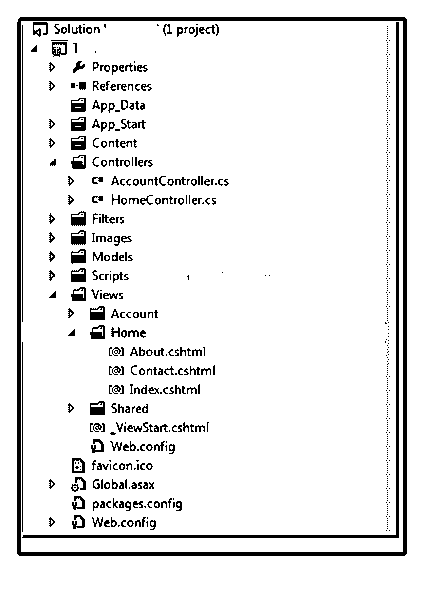 Solution ' ' (1 project)
1
Properties
References
App_Data
App_Start
Content
Controllers
C# AccountController.cs
C# HomeController.cs
Filters
Images
Models
Scripts
Views
Account
Home
[@] About.cshtml
[@] Contact.cshtml
[@] Index.cshtml
Shared
[@] _ViewStart.cshtml
Web.config
favicon.ico
Global.asax
packages.config
Web.config